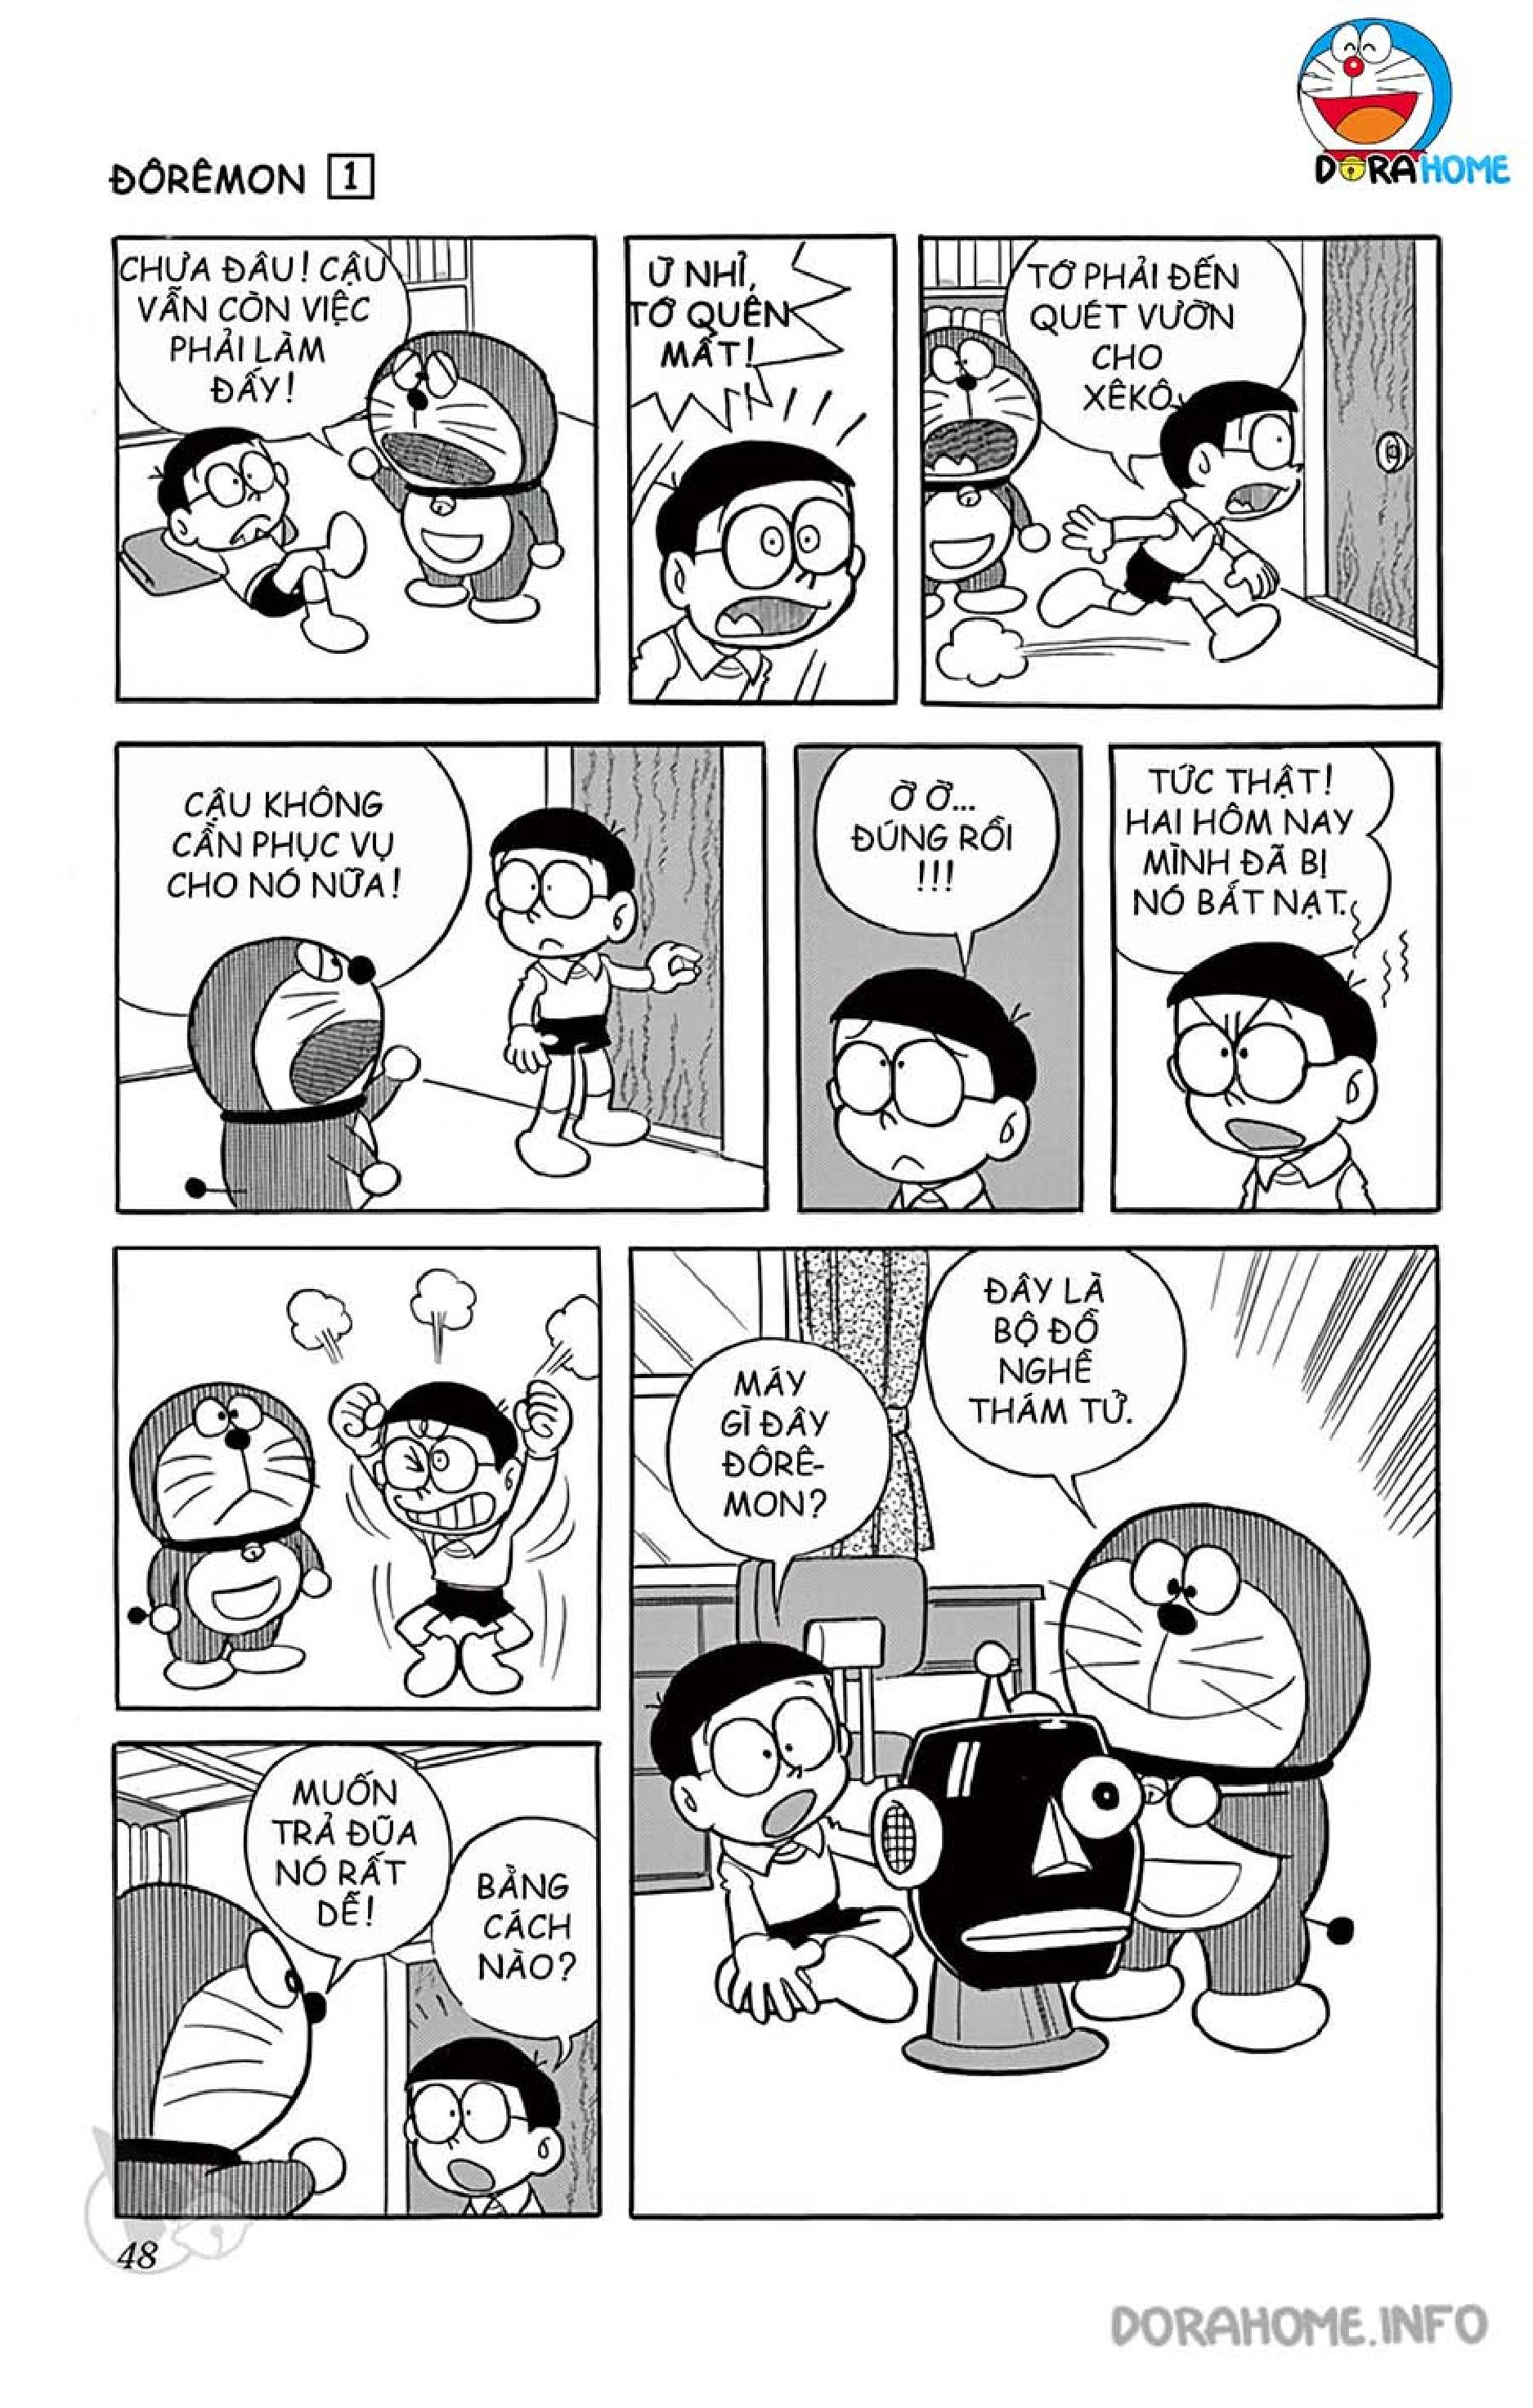 DORAHOME
ĐÔRÊMON 1
CHƯA ĐÂU! CẬU
VẪN CÒN VIỆC
PHẢI LÀM
ĐẤY!
Ừ NHỈ,
TỚ QUÊN
MẤT!
TỚ PHẢI ĐẾN
QUÉT VƯỜN
CHO
XÊKÔ
CẬU KHÔNG
CẦN PHỤC VỤ
CHO NÓ NỮA!
Ờ Ờ...
ĐÚNG RỒI
!!!
TỨC THẬT!
HAI HÔM NAY
MÌNH ĐÃ BỊ
NÓ BẮT NẠT.
MUỐN
TRẢ ĐŨA
NÓ RẤT
DỄ!
BẰNG
CÁCH
NÀO?
MÁY
GÌ ĐÂY
ĐÔRÊ-
MON?
ĐÂY LÀ
BỘ ĐỒ
NGHỀ
THÁM TỬ.
48
DORAHOME.INFO